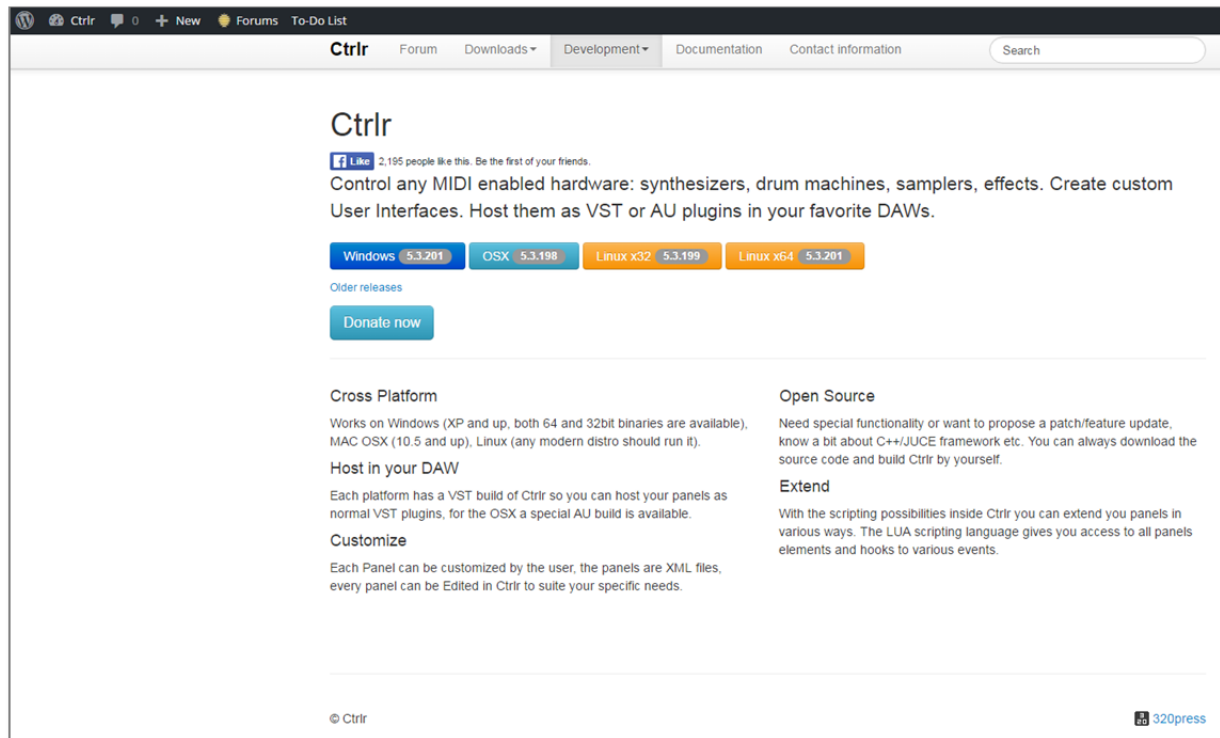 Ctrlr 0 New Forums To-Do List
Ctrlr Forum Downloads Development Documentation Contact information Search
Ctrlr
Like 2,195 people like this. Be the first of your friends.
Control any MIDI enabled hardware: synthesizers, drum machines, samplers, effects. Create custom
User Interfaces. Host them as VST or AU plugins in your favorite DAWs.
Windows 5.3.201 OSX 5.3.198 Linux x32 5.3.199 Linux x64 5.3.201
Older releases
Donate now
Cross Platform
Works on Windows (XP and up, both 64 and 32bit binaries are available),
MAC OSX (10.5 and up), Linux (any modern distro should run it).
Host in your DAW
Each platform has a VST build of Ctrlr so you can host your panels as
normal VST plugins, for the OSX a special AU build is available.
Customize
Each Panel can be customized by the user, the panels are XML files,
every panel can be Edited in Ctrlr to suite your specific needs.
Open Source
Need special functionality or want to propose a patch/feature update,
know a bit about C++/JUCE framework etc. You can always download the
source code and build Ctrlr by yourself.
Extend
With the scripting possibilities inside Ctrlr you can extend you panels in
various ways. The LUA scripting language gives you access to all panels
elements and hooks to various events.
© Ctrlr
320press